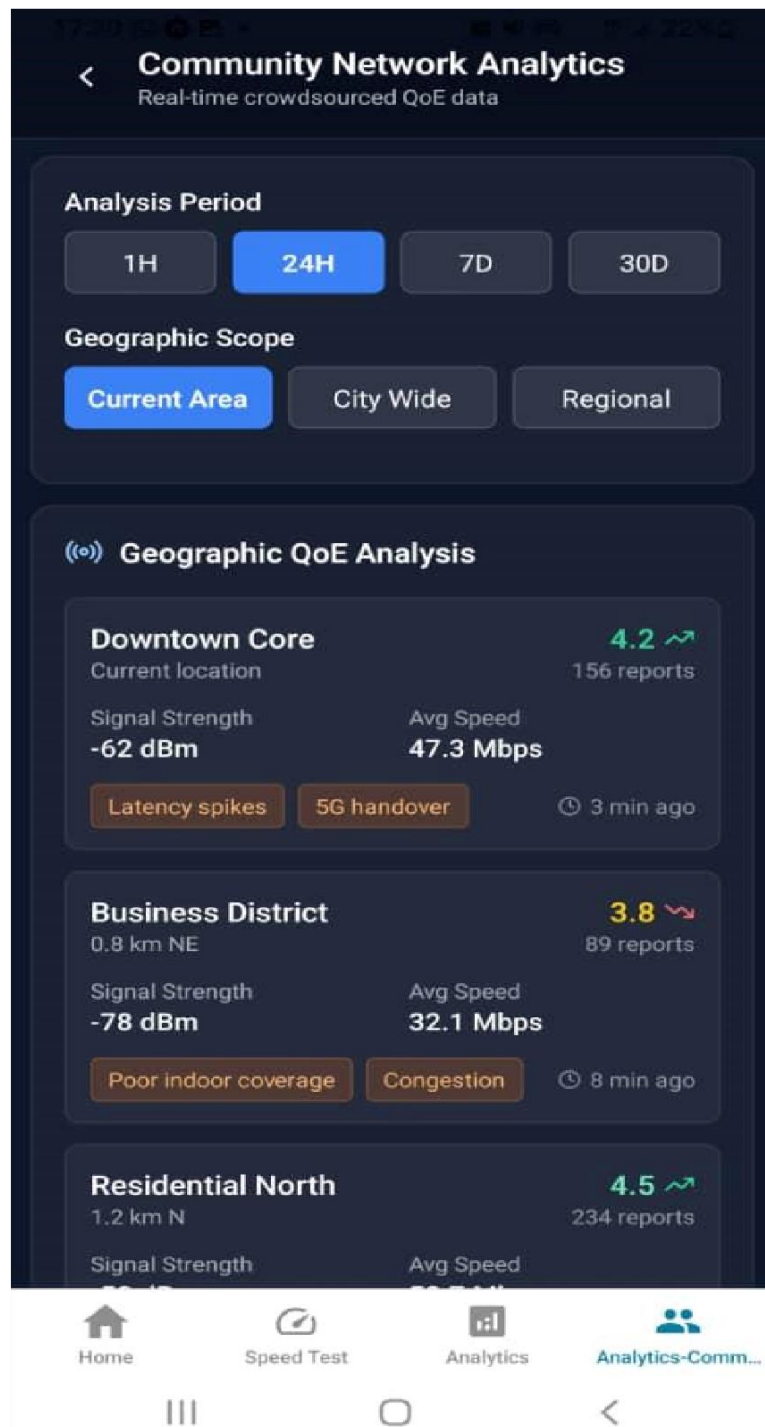 Community Network Analytics
Real-time crowdsourced QoE data
Analysis Period
1H 24H 7D 30D
Geographic Scope
Current Area City Wide Regional
Geographic QoE Analysis
Downtown Core 4.2
Current location 156 reports
Signal Strength Avg Speed
-62 dBm 47.3 Mbps
Latency spikes 5G handover 3 min ago
Business District 3.8
0.8 km NE 89 reports
Signal Strength Avg Speed
-78 dBm 32.1 Mbps
Poor indoor coverage Congestion 8 min ago
Residential North 4.5
1.2 km N 234 reports
Signal Strength Avg Speed
Home Speed Test Analytics Analytics-Comm...